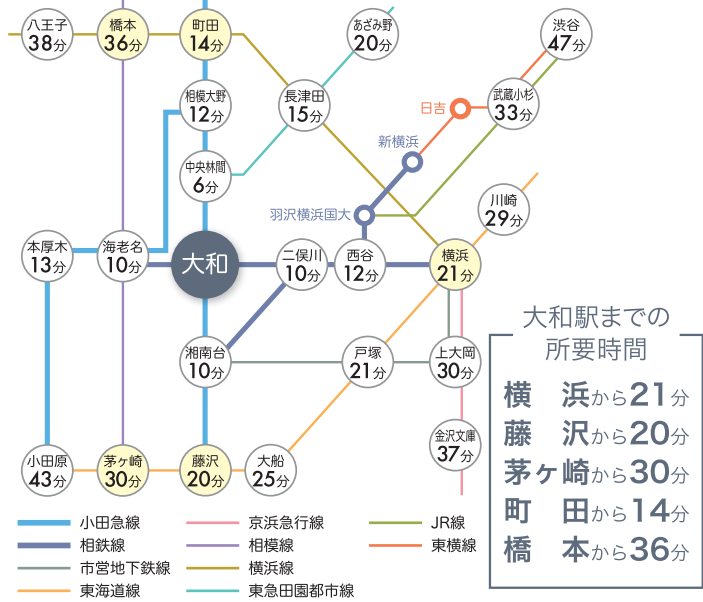 八王子
38分
橋本
36分
町田
14分
あざみ野
20分
渋谷
47分
相模大野
12分
長津田
15分
日吉
武蔵小杉
33分
新横浜
中央林間
6分
羽沢横浜国大
川崎
29分
本厚木
13分
海老名
10分
大和
二俣川
10分
西谷
12分
横浜
21分
湘南台
10分
戸塚
21分
上大岡
30分
小田原
43分
茅ヶ崎
30分
藤沢
20分
大船
25分
金沢文庫
37分
大和駅までの
所要時間
横　浜から21分
藤　沢から20分
茅ヶ崎から30分
町　田から14分
橋　本から36分
小田急線
相鉄線
市営地下鉄線
東海道線
京浜急行線
相模線
横浜線
東急田園都市線
JR線
東横線